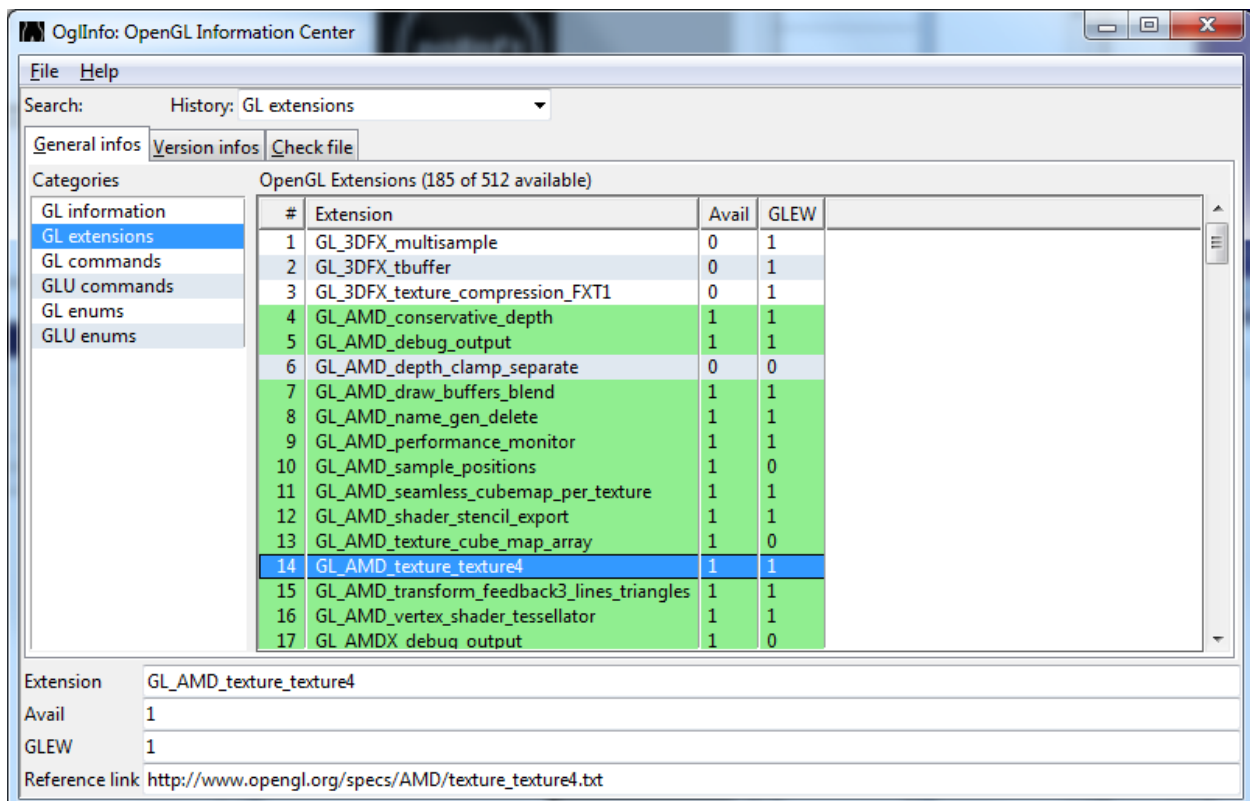 OglInfo: OpenGL Information Center
File Help
Search: History: GL extensions
General infos Version infos Check file
Categories OpenGL Extensions (185 of 512 available)
GL information
GL extensions
GL commands
GLU commands
GL enums
GLU enums
# Extension Avail GLEW
1 GL_3DFX_multisample 0 1
2 GL_3DFX_tbuffer 0 1
3 GL_3DFX_texture_compression_FXT1 0 1
4 GL_AMD_conservative_depth 1 1
5 GL_AMD_debug_output 1 1
6 GL_AMD_depth_clamp_separate 0 0
7 GL_AMD_draw_buffers_blend 1 1
8 GL_AMD_name_gen_delete 1 1
9 GL_AMD_performance_monitor 1 1
10 GL_AMD_sample_positions 1 0
11 GL_AMD_seamless_cubemap_per_texture 1 1
12 GL_AMD_shader_stencil_export 1 1
13 GL_AMD_texture_cube_map_array 1 0
14 GL_AMD_texture_texture4 1 1
15 GL_AMD_transform_feedback3_lines_triangles 1 1
16 GL_AMD_vertex_shader_tessellator 1 1
17 GL_AMDX_debug_output 1 0
Extension GL_AMD_texture_texture4
Avail 1
GLEW 1
Reference link http://www.opengl.org/specs/AMD/texture_texture4.txt